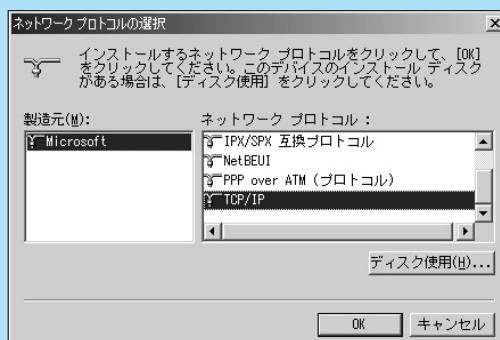 ネットワーク プロトコルの選択
インストールするネットワーク プロトコルをクリックして、[OK]
をクリックしてください。このデバイスのインストール ディスク
がある場合は、[ディスク使用] をクリックしてください。
製造元(M):
Microsoft
ネットワーク プロトコル :
IPX/SPX 互換プロトコル
NetBEUI
PPP over ATM (プロトコル)
TCP/IP
ディスク使用(H)...
OK
キャンセル